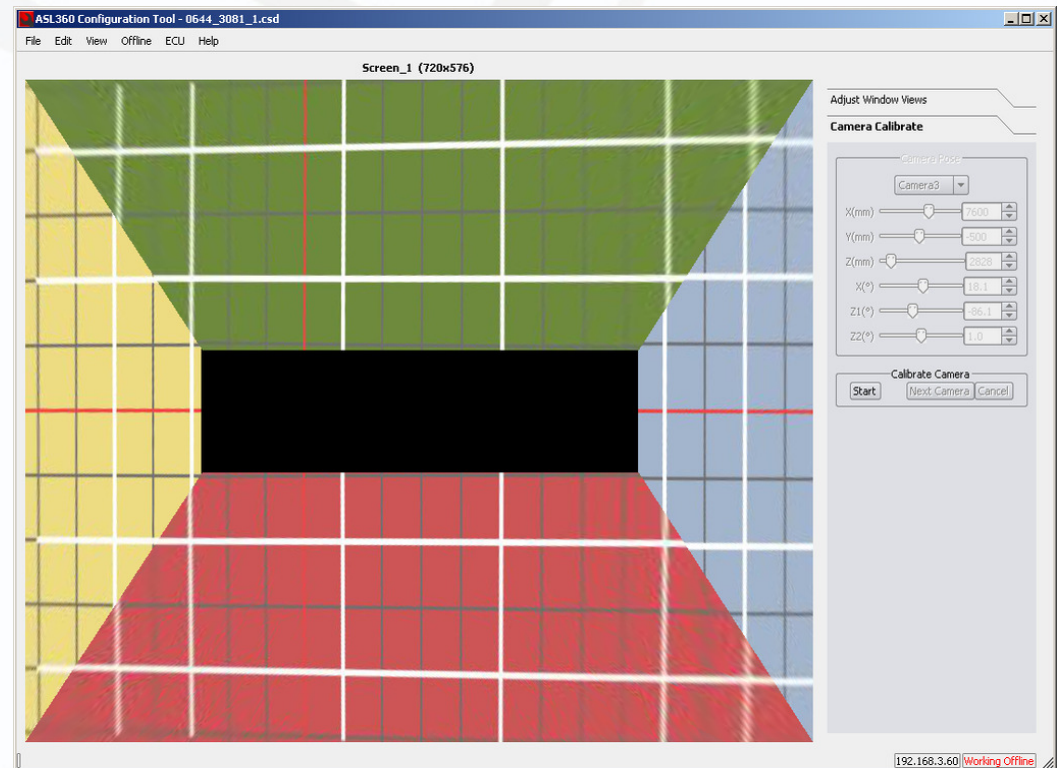 ASL360 Configuration Tool - 0644_3081_1.csd
File Edit View Offline ECU Help
Screen_1 (720x576)
Adjust Window Views
Camera Calibrate
Camera Pose
Camera3
X(mm) 7600
Y(mm) -500
Z(mm) 2828
X(°) 18.1
Z1(°) -86.1
Z2(°) 1.0
Calibrate Camera
Start Next Camera Cancel
192.168.3.60 Working Offline